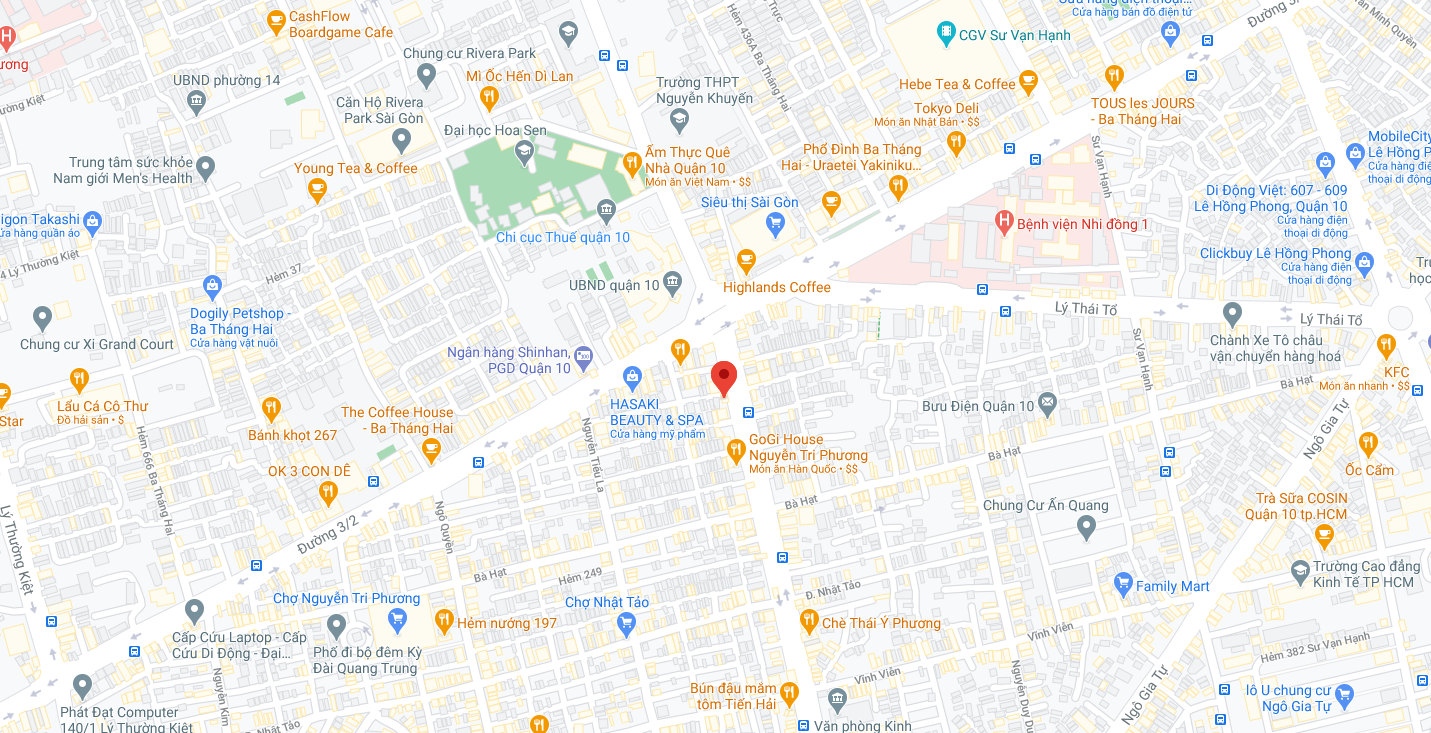 CashFlow
Boardgame Cafe
Chung cư Rivera Park
UBND phường 14
Mì Ốc Hến Dì Lan
Căn Hộ Rivera
Park Sài Gòn
Trường THPT
Nguyễn Khuyến
Hẻm 436A Ba Tháng Hai
CGV Sư Vạn Hạnh
Cửa hàng bán đồ điện tử
Hebe Tea & Coffee
Tokyo Deli
Món ăn Nhật Bản • $$
TOUS les JOURS
- Ba Tháng Hai
Đại học Hoa Sen
Trung tâm sức khỏe
Nam giới Men's Health
Young Tea & Coffee
Ẩm Thực Quê
Nhà Quận 10
Món ăn Việt Nam • $$
Phố Đình Ba Tháng
Hai - Uraetei Yakiniku...
Siêu thị Sài Gòn
Sư Vạn Hạnh
MobileCity
Lê Hồng P
Cửa hàng điện
thoại di động
Di Động Việt: 607 - 609
Lê Hồng Phong, Quận 10
Cửa hàng điện
thoại di động
Bệnh viện Nhi đồng 1
Clickbuy Lê Hồng Phong
Cửa hàng điện
thoại di động
igon Takashi
ửa hàng quần áo
4 Lý Thường Kiệt
Hẻm 37
Chi cục Thuế quận 10
UBND quận 10
Highlands Coffee
Dogily Petshop -
Ba Tháng Hai
Cửa hàng vật nuôi
Chung cư Xi Grand Court
Lý Thái Tổ
Lý Thái Tổ
Chành Xe Tô châu
vận chuyển hàng hoá
Ngân hàng Shinhan,
PGD Quận 10
Sư Vạn Hạnh
KFC
Món ăn nhanh • $$
Bà Hạt
Star
Lẩu Cá Cô Thư
Đồ hải sản • $
Bánh khọt 267
The Coffee House
- Ba Tháng Hai
HASAKI
BEAUTY & SPA
Cửa hàng mỹ phẩm
Bưu Điện Quận 10
Ngô Gia Tự
Hẻm 666 Ba Tháng Hai
Nguyễn Tiểu La
GoGi House
Nguyễn Tri Phương
Món ăn Hàn Quốc • $$
Bà Hạt
OK 3 CON DÊ
Ốc Cẩm
Bà Hạt
Chung Cư Ấn Quang
Trà Sữa COSIN
Quận 10 tp.HCM
Lý Thường Kiệt
Đường 3/2
Ngô Quyền
Bà Hạt
Hẻm 249
Đ. Nhật Tảo
Family Mart
Trường Cao đẳng
Kinh Tế TP HCM
Chợ Nguyễn Tri Phương
Chợ Nhật Tảo
Hẻm nướng 197
Chè Thái Ý Phương
Vĩnh Viễn
Cấp Cứu Laptop - Cấp
Cứu Di Động - Đại...
Phố đi bộ đêm Kỳ
Đài Quang Trung
Hẻm 382 Sư Vạn Hạnh
Vĩnh Viễn
Nguyễn Kim
Bún đậu mắm
tôm Tiến Hải
Văn phòng Kinh
Nguyễn Duy Dư
Ngô Gia Tự
lô U chung cư
Ngô Gia Tự
Phát Đạt Computer
140/1 Lý Thường Kiệt
Nhật Tảo